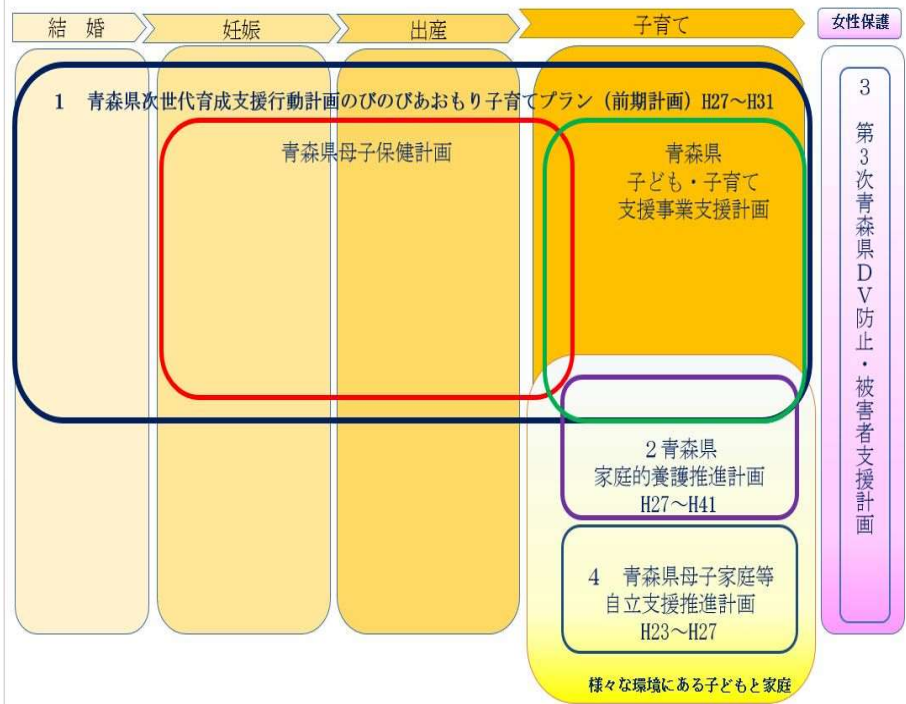 結 婚
妊娠
出産
子育て
女性保護
1 青森県次世代育成支援行動計画のびのびあおもり子育てプラン（前期計画）H27～H31
青森県母子保健計画
青森県
子ども・子育て
支援事業支援計画
2青森県
家庭的養護推進計画
H27～H41
4 青森県母子家庭等
自立支援推進計画
H23～H27
様々な環境にある子どもと家庭
3 第3次青森県DV防止・被害者支援計画